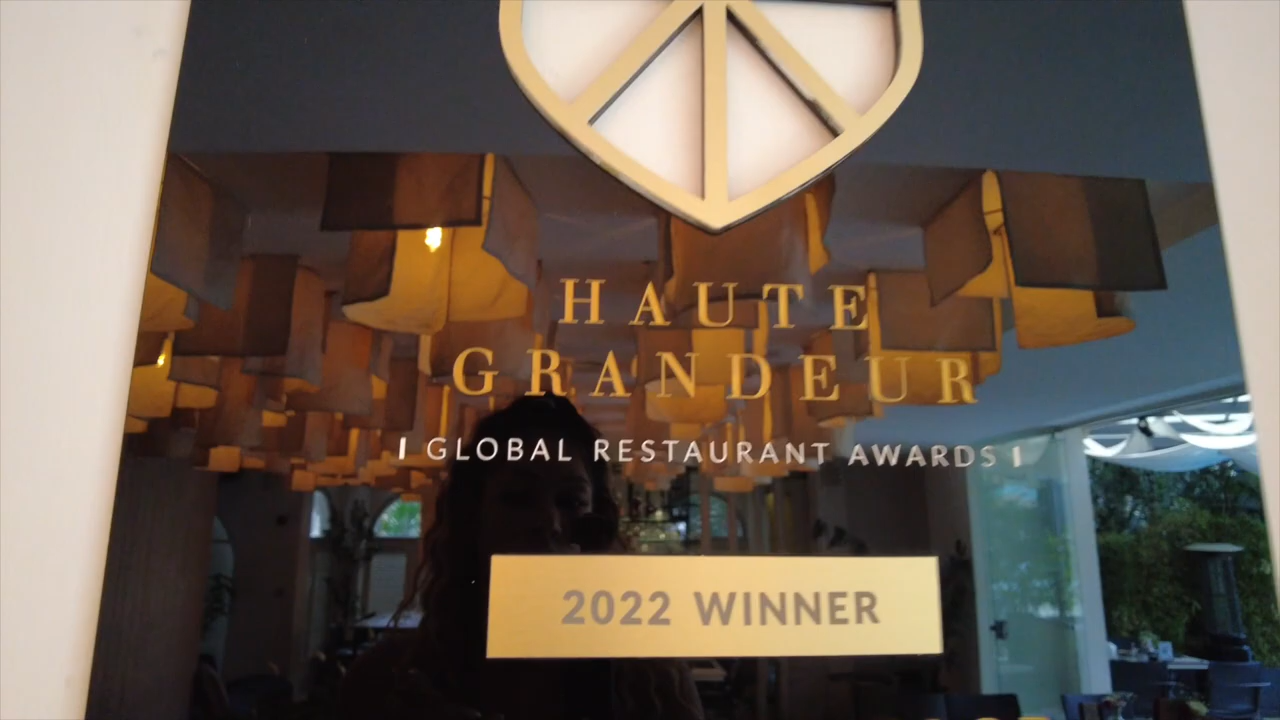 HAUTE
GRANDEUR
I GLOBAL RESTAURANT AWARDS I
2022 WINNER